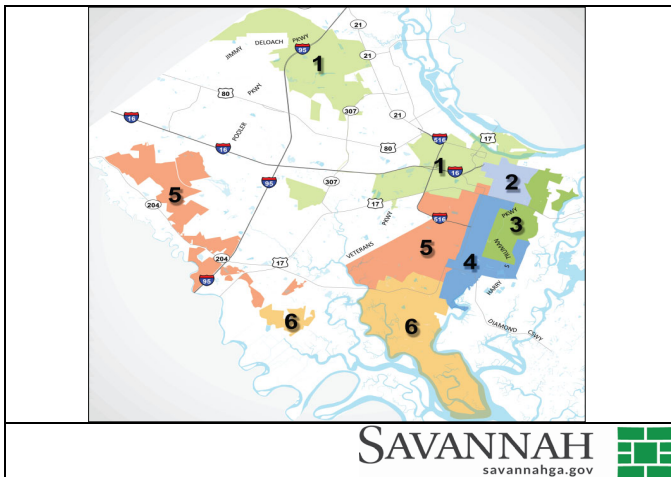 21
JIMMY DELOACH PKWY
95
1
21
80
PKWY
POOLER
307
21
16
516
17
16
80
1
16
2
95
307
5
204
17
PKWY
516
3
PKWY
TRUMAN
S
VETERANS
5
4
204
17
95
HARRY
6
6
DIAMOND CSWY
SAVANNAH
savannahga.gov